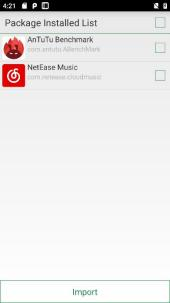 4:21
Package Installed List
AnTuTu Benchmark
com.antutu.ABenchMark
NetEase Music
com.netease.cloudmusic
Import